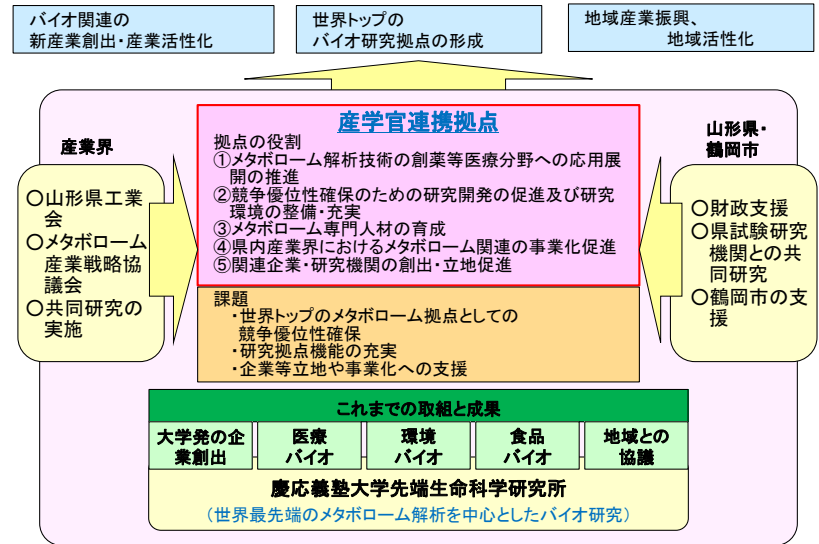 バイオ関連の
新産業創出・産業活性化
世界トップの
バイオ研究拠点の形成
地域産業振興、
地域活性化
産業界
〇山形県工業
会
〇メタボローム
産業戦略協
議会
〇共同研究の
実施
産学官連携拠点
拠点の役割
①メタボローム解析技術の創薬等医療分野への応用展
開の推進
②競争優位性確保のための研究開発の促進及び研究
環境の整備・充実
③メタボローム専門人材の育成
④県内産業界におけるメタボローム関連の事業化促進
⑤関連企業・研究機関の創出・立地促進
課題
・世界トップのメタボローム拠点としての
競争優位性確保
・研究拠点機能の充実
・企業等立地や事業化への支援
山形県・
鶴岡市
〇財政支援
〇県試験研究
機関との共
同研究
〇鶴岡市の支
援
これまでの取組と成果
大学発の企
業創出
医療
バイオ
環境
バイオ
食品
バイオ
地域との
協議
慶応義塾大学先端生命科学研究所
（世界最先端のメタボローム解析を中心としたバイオ研究）